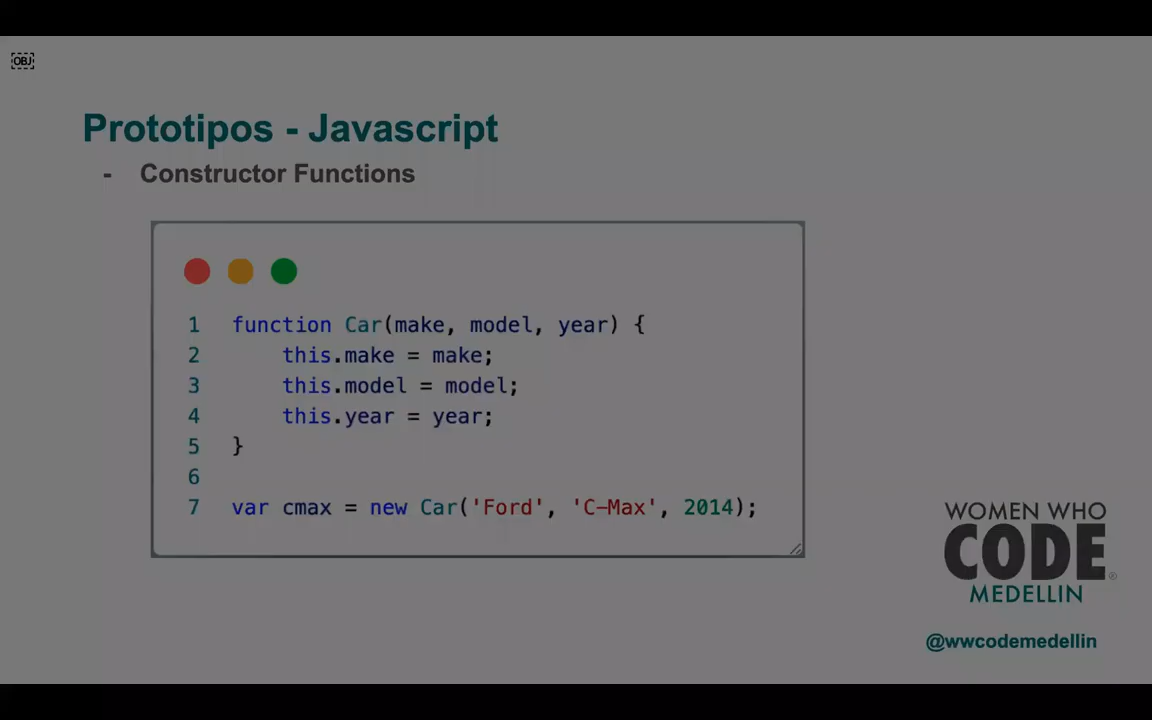 OBJ
Prototipos - Javascript
- Constructor Functions
1 function Car(make, model, year) {
2     this.make = make;
3     this.model = model;
4     this.year = year;
5 }
6
7 var cmax = new Car('Ford', 'C-Max', 2014);
WOMEN WHO
CODE®
MEDELLIN
@wwcodemedellin